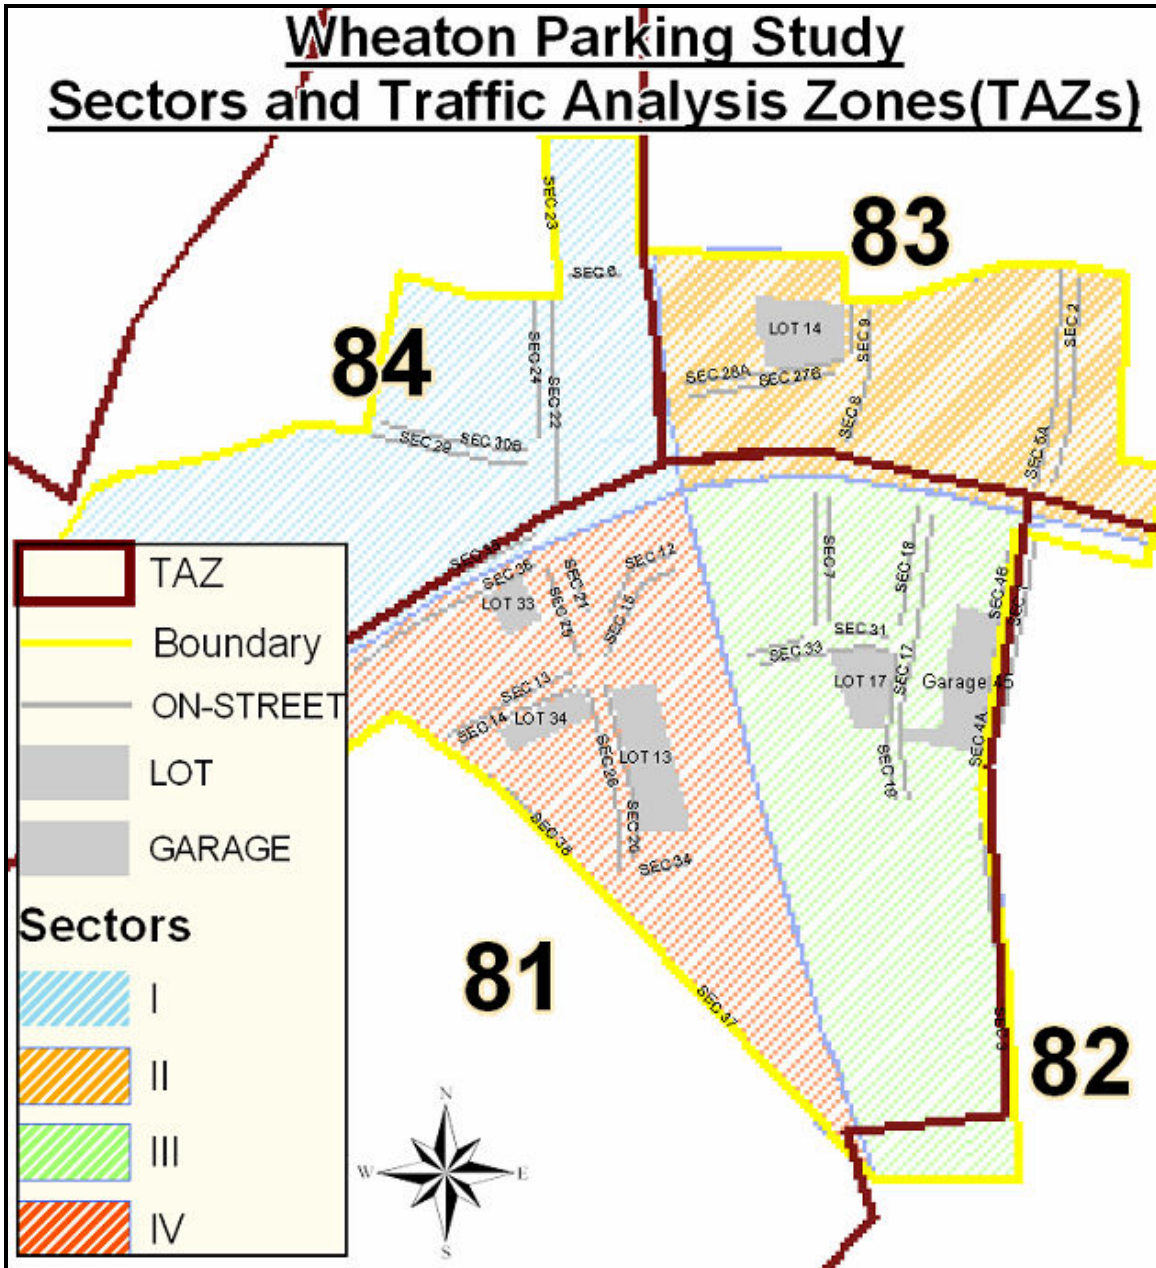 Wheaton Parking Study
Sectors and Traffic Analysis Zones(TAZs)
SEC 23
83
SEC 6
LOT 14
SEC 9
SEC 2
84
SEC 24
SEC 28A
SEC 27B
SEC 22
SEC 8
SEC 29
SEC 30B
SEC 5A
TAZ
Boundary
ON-STREET
LOT
GARAGE
Sectors
I
II
III
IV
SEC 36
LOT 33
SEC 21
SEC 25
SEC 12
SEC 15
SEC 7
SEC 18
SEC 4B
SEC 31
SEC 33
SEC 17
LOT 17
Garage 45
SEC 13
SEC 14
LOT 34
SEC 26
LOT 13
SEC 4A
SEC 19
SEC 38
SEC 20
SEC 34
81
SEC 37
82
N
W
E
S